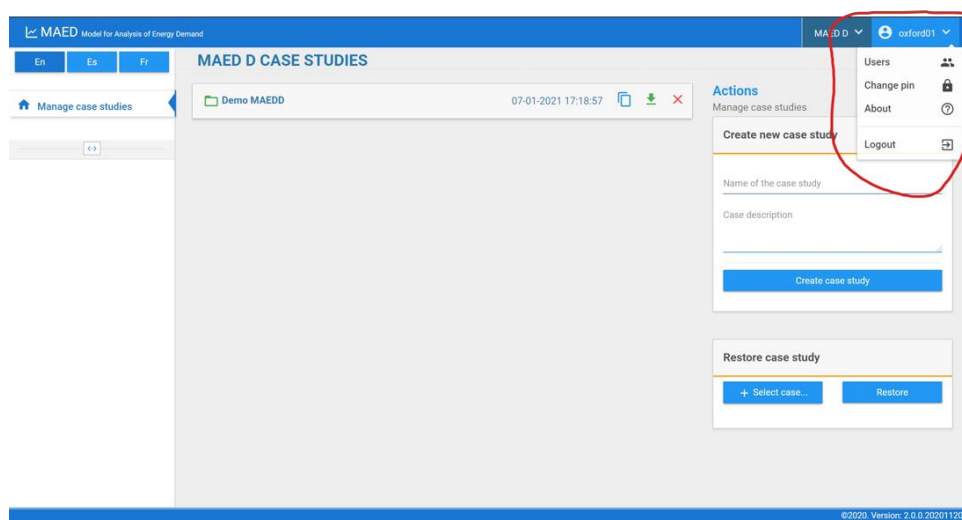 MAED Model for Analysis of Energy Demand
MAED D
oxford01
En Es Fr
MAED D CASE STUDIES
Users
Change pin
About
Logout
Manage case studies
Demo MAEDD 07-01-2021 17:18:57
Actions
Manage case studies
Create new case study
Name of the case study
Case description
Create case study
Restore case study
+ Select case... Restore
©2020. Version: 2.0.0.20201120